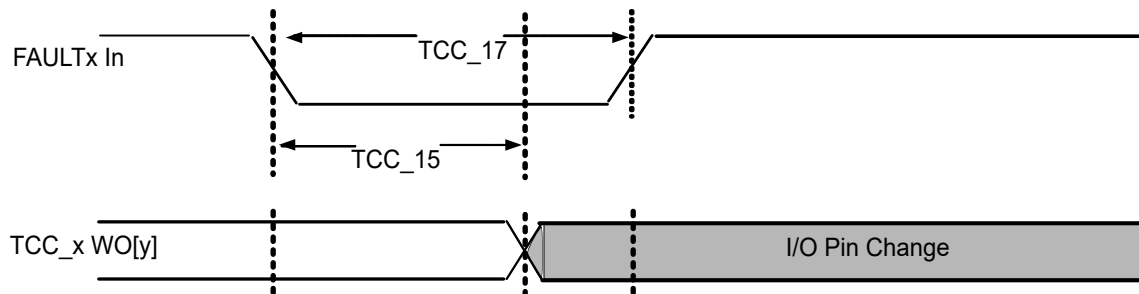 FAULTx In
TCC_17
TCC_15
TCC_x WO[y]
I/O Pin Change